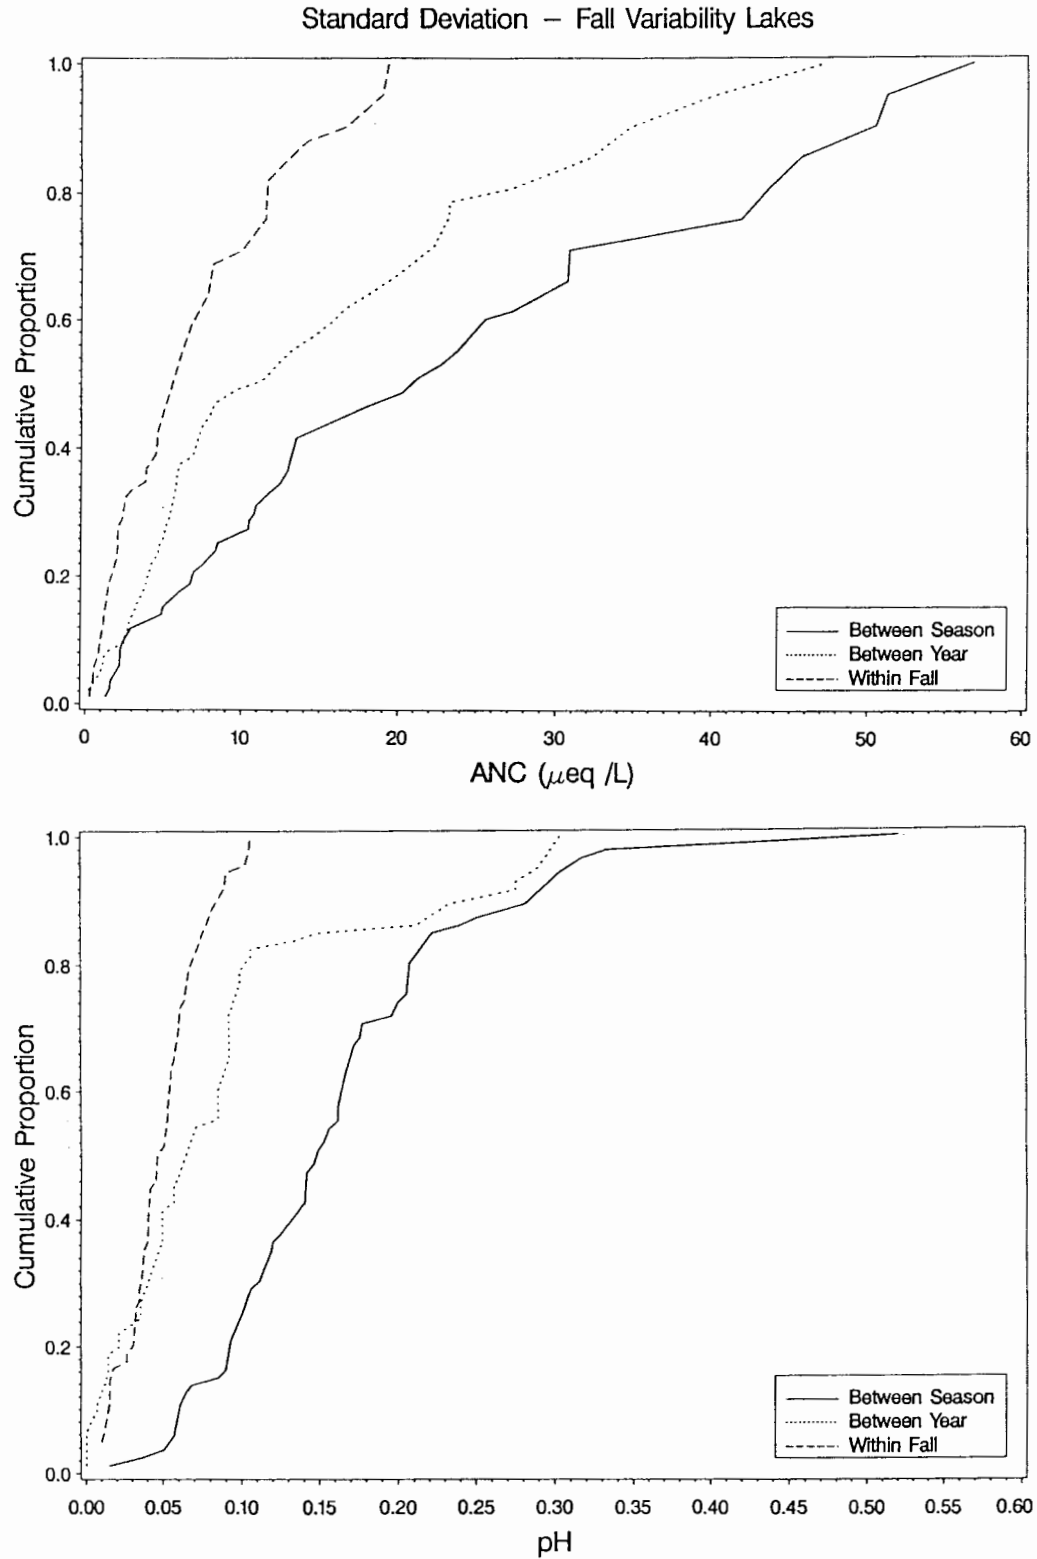 Standard Deviation – Fall Variability Lakes
1.0
0.8
0.6
0.4
0.2
0.0
Cumulative Proportion
Between Season
Between Year
Within Fall
0 10 20 30 40 50 60
ANC (μeq /L)
1.0
0.8
0.6
0.4
0.2
0.0
Cumulative Proportion
Between Season
Between Year
Within Fall
0.00 0.05 0.10 0.15 0.20 0.25 0.30 0.35 0.40 0.45 0.50 0.55 0.60
pH